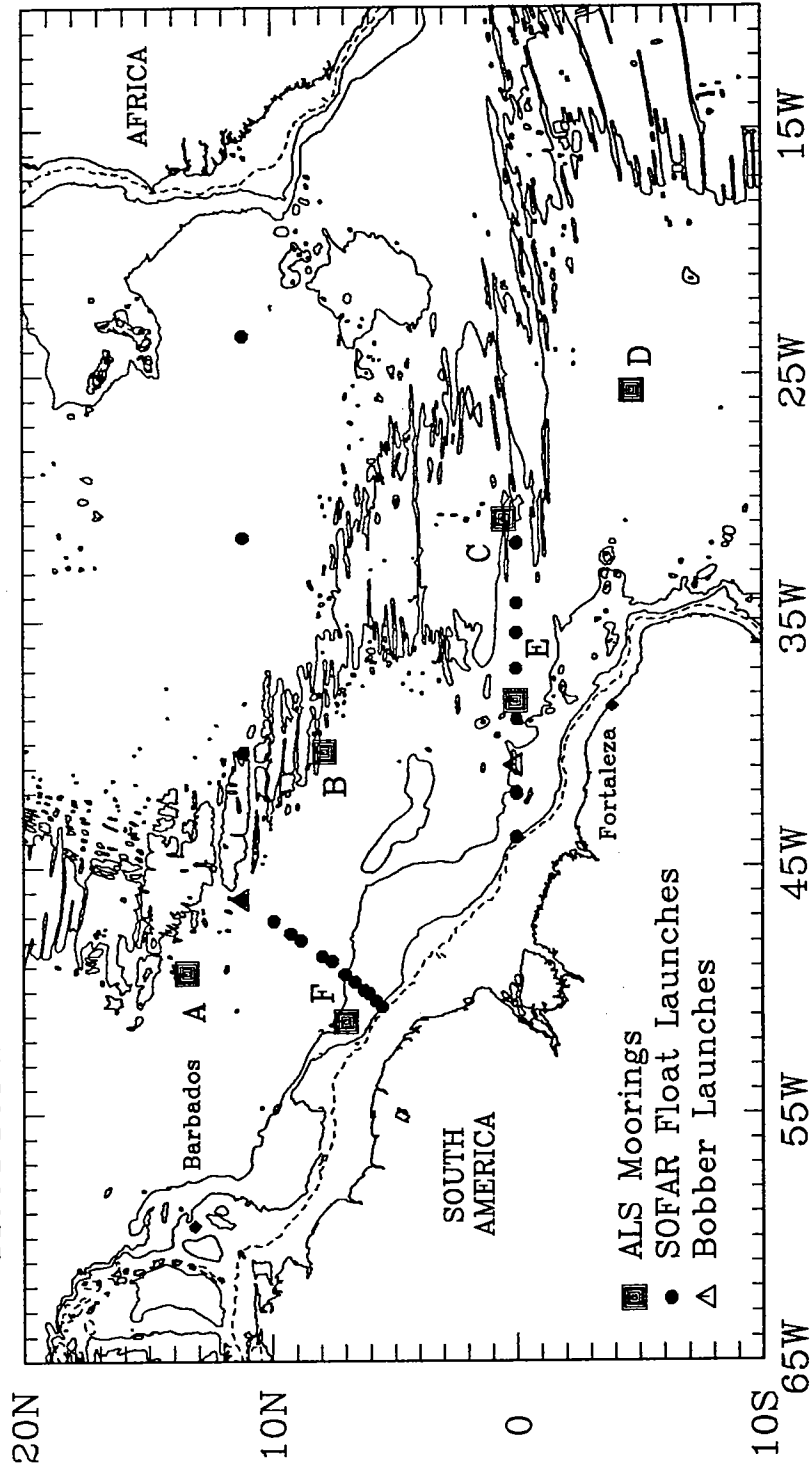 20N
10N
0
10S
65W
55W
45W
35W
25W
15W
AFRICA
Barbados
SOUTH
AMERICA
Fortaleza
A
B
C
D
E
F
ALS Moorings
SOFAR Float Launches
Bobber Launches